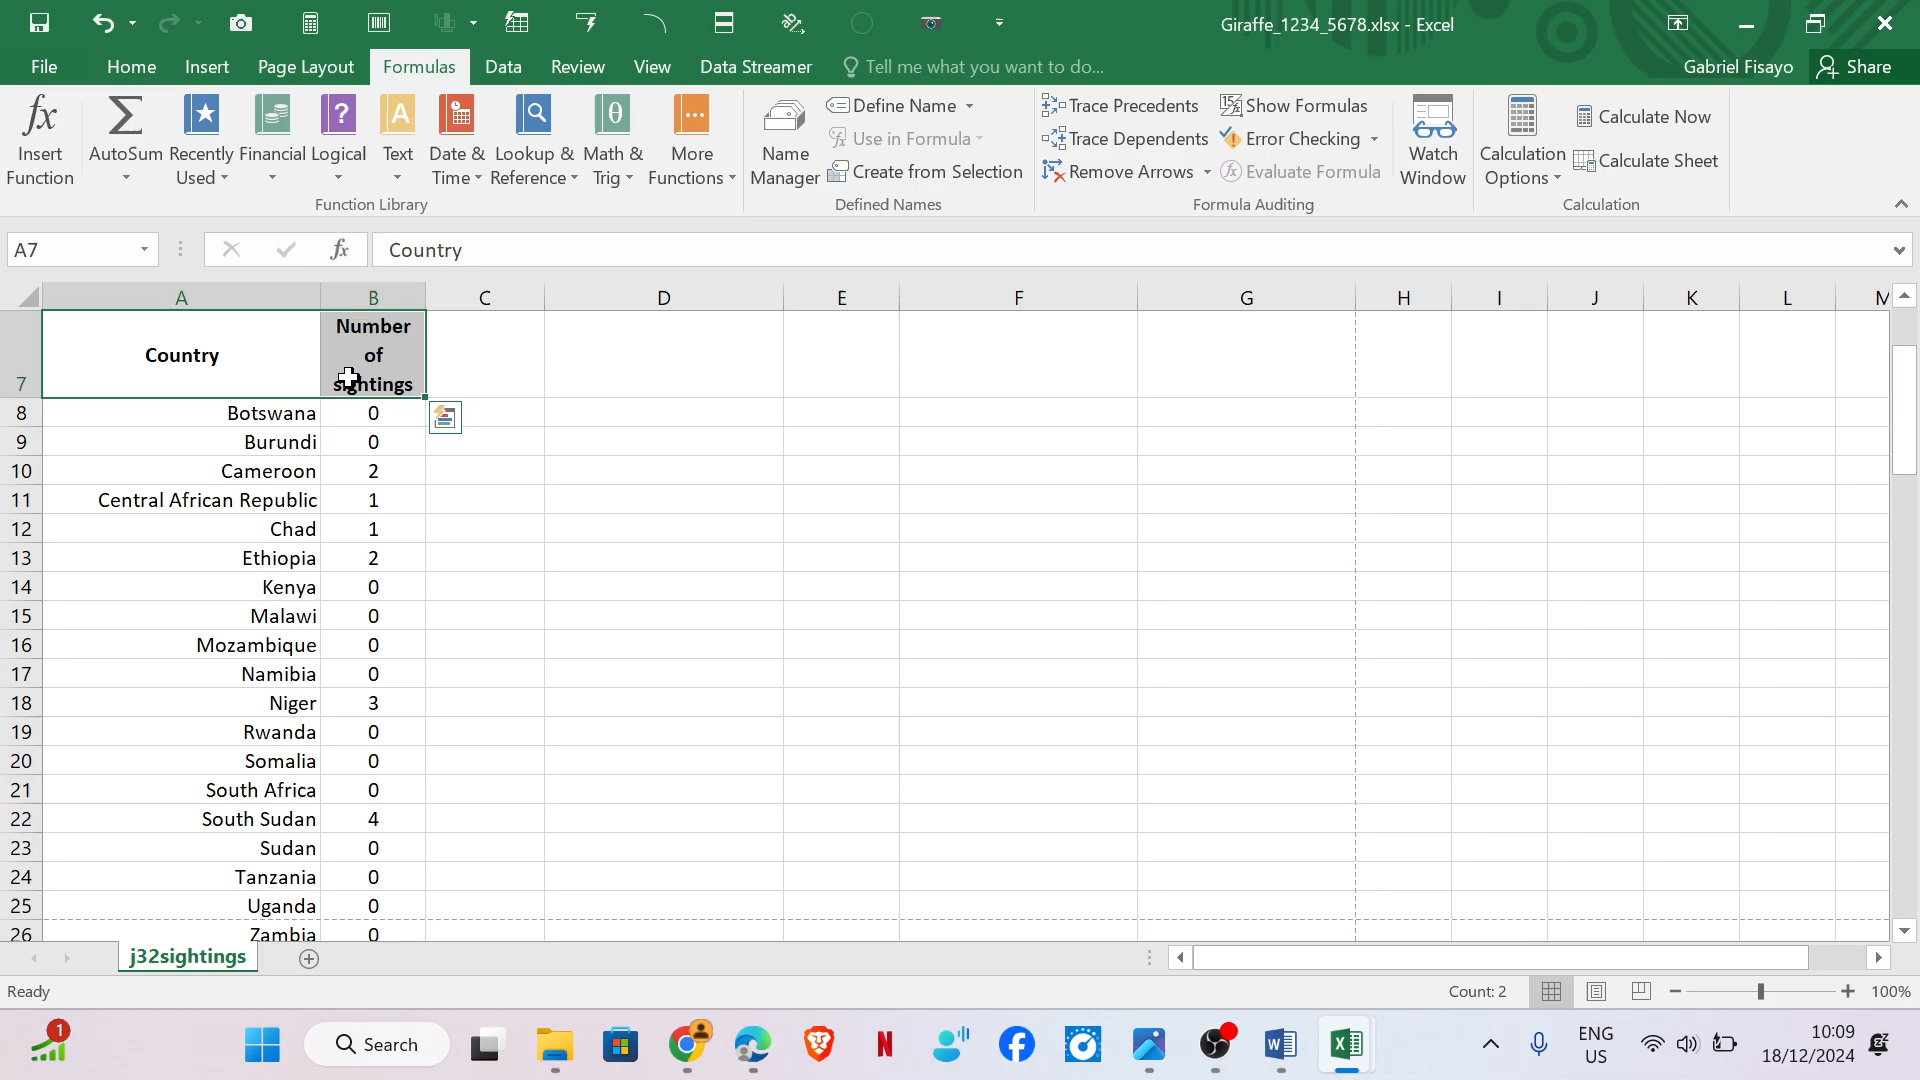 Giraffe_1234_5678.xlsx - Excel
File Home Insert Page Layout Formulas Data Review View Data Streamer Tell me what you want to do... Gabriel Fisayo Share
fx Insert Function
Σ AutoSum
Recently Used
Financial
Logical
Text
Date & Time
Lookup & Reference
Math & Trig
More Functions
Function Library
Name Manager
Define Name
Use in Formula
Create from Selection
Defined Names
Trace Precedents
Trace Dependents
Remove Arrows
Show Formulas
Error Checking
Evaluate Formula
Formula Auditing
Watch Window
Calculation Options
Calculate Now
Calculate Sheet
Calculation
A7 fx Country
A B C D E F G H I J K L M
7 Country Number of sightings
8 Botswana 0
9 Burundi 0
10 Cameroon 2
11 Central African Republic 1
12 Chad 1
13 Ethiopia 2
14 Kenya 0
15 Malawi 0
16 Mozambique 0
17 Namibia 0
18 Niger 3
19 Rwanda 0
20 Somalia 0
21 South Africa 0
22 South Sudan 4
23 Sudan 0
24 Tanzania 0
25 Uganda 0
26 Zambia 0
j32sightings
Ready Count: 2 100%
1 Search ENG US 10:09 18/12/2024